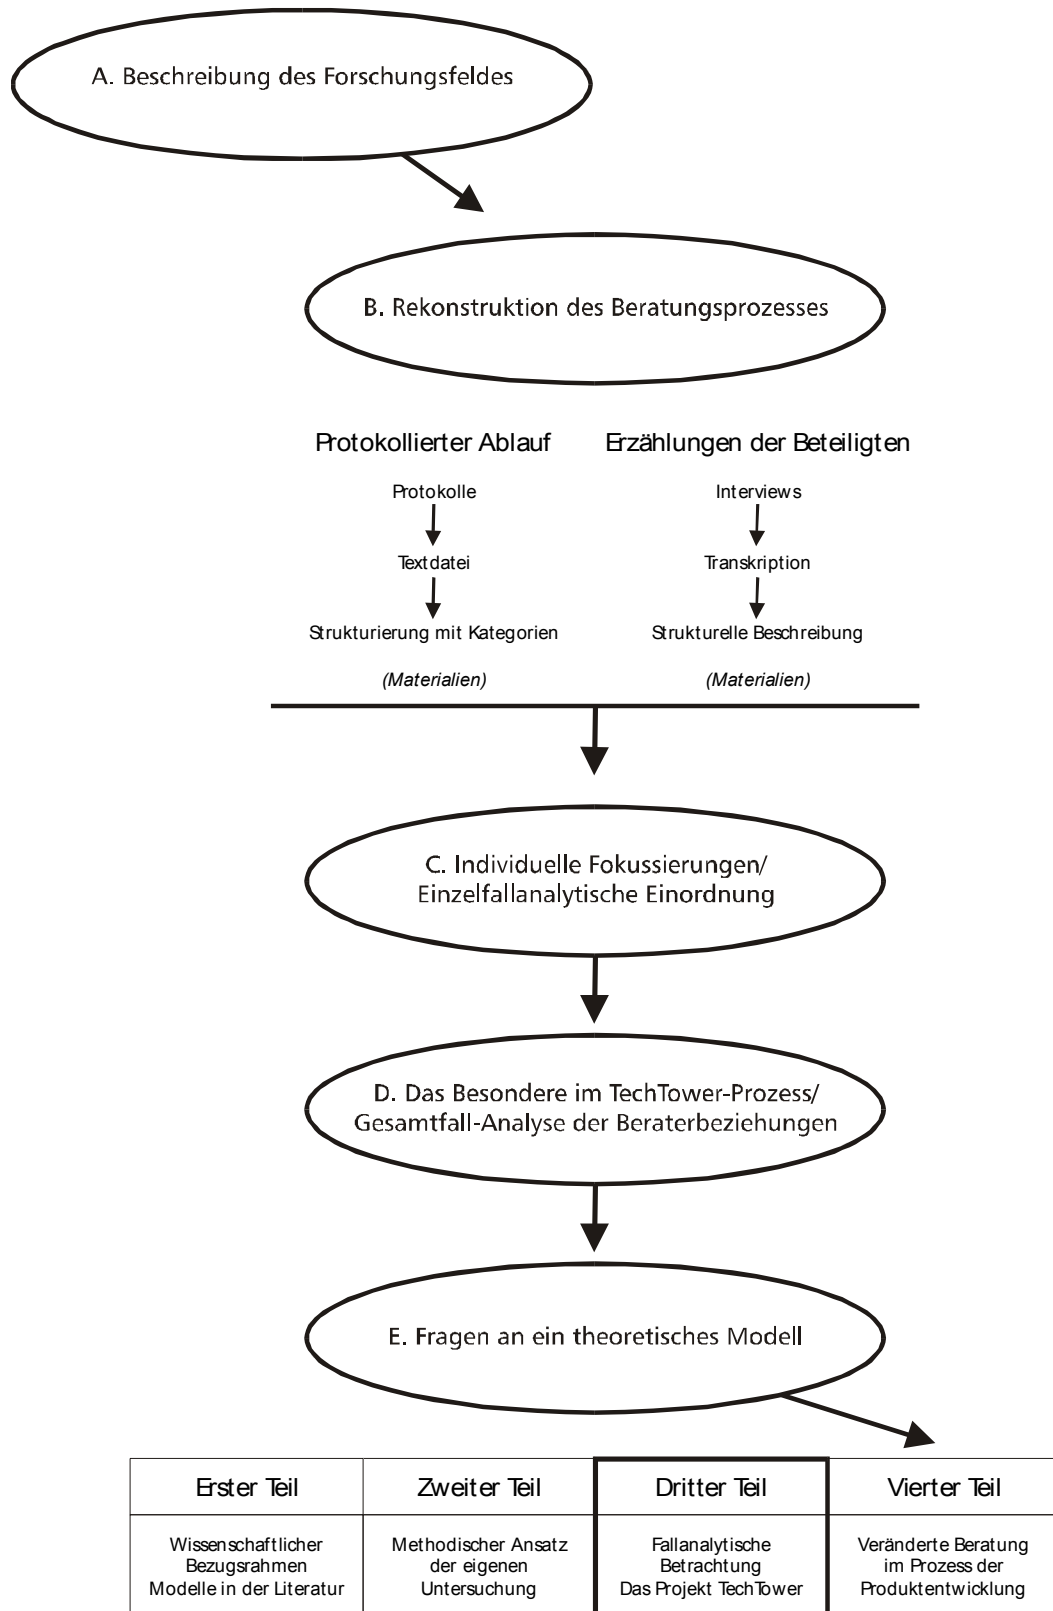 A. Beschreibung des Forschungsfeldes
B. Rekonstruktion des Beratungsprozesses
Protokollierter Ablauf
Protokolle
Textdatei
Strukturierung mit Kategorien
(Materialien)
Erzählungen der Beteiligten
Interviews
Transkription
Strukturelle Beschreibung
(Materialien)
C. Individuelle Fokussierungen/
Einzelfallanalytische Einordnung
D. Das Besondere im TechTower-Prozess/
Gesamtfall-Analyse der Beraterbeziehungen
E. Fragen an ein theoretisches Modell
Erster Teil
Wissenschaftlicher
Bezugsrahmen
Modelle in der Literatur
Zweiter Teil
Methodischer Ansatz
der eigenen
Untersuchung
Dritter Teil
Fallanalytische
Betrachtung
Das Projekt TechTower
Vierter Teil
Veränderte Beratung
im Prozess der
Produktentwicklung